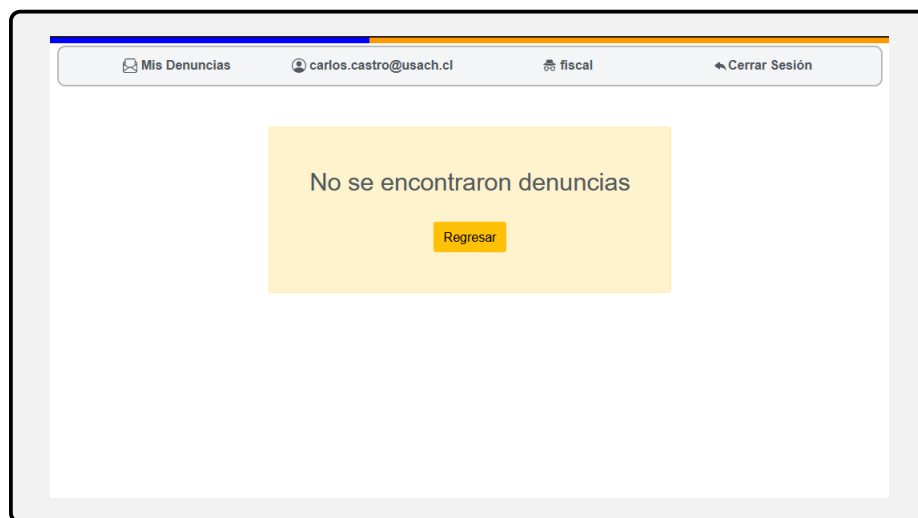 Mis Denuncias carlos.castro@usach.cl fiscal Cerrar Sesión
No se encontraron denuncias
Regresar